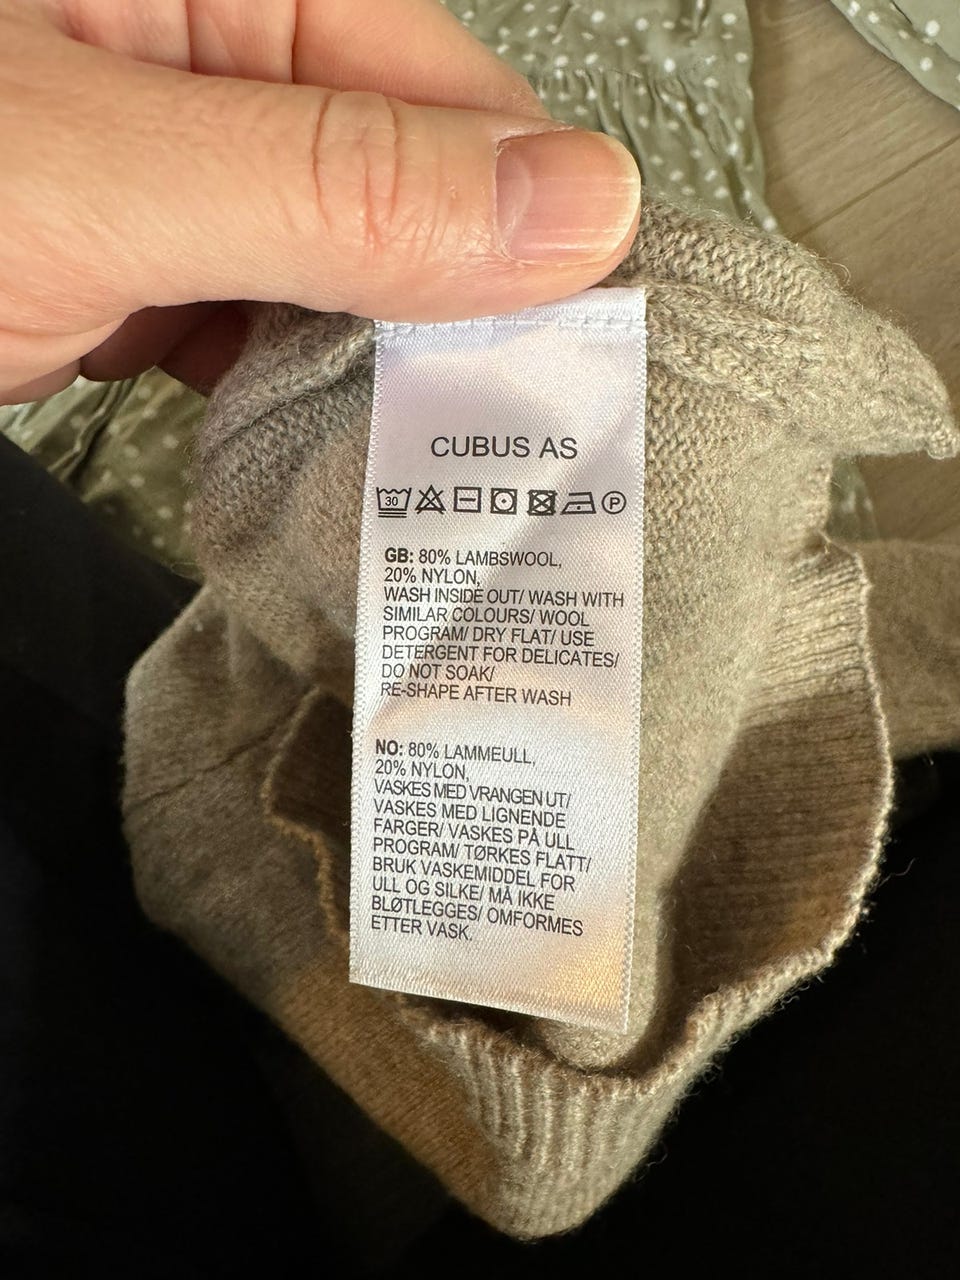 CUBUS AS
30 P
GB: 80% LAMBSWOOL,
20% NYLON,
WASH INSIDE OUT/ WASH WITH
SIMILAR COLOURS/ WOOL
PROGRAM/ DRY FLAT/ USE
DETERGENT FOR DELICATES/
DO NOT SOAK/
RE-SHAPE AFTER WASH
NO: 80% LAMMEULL,
20% NYLON,
VASKES MED VRANGEN UT/
VASKES MED LIGNENDE
FARGER/ VASKES PÅ ULL
PROGRAM/ TØRKES FLATT/
BRUK VASKEMIDDEL FOR
ULL OG SILKE/ MÅ IKKE
BLØTLEGGES/ OMFORMES
ETTER VASK.